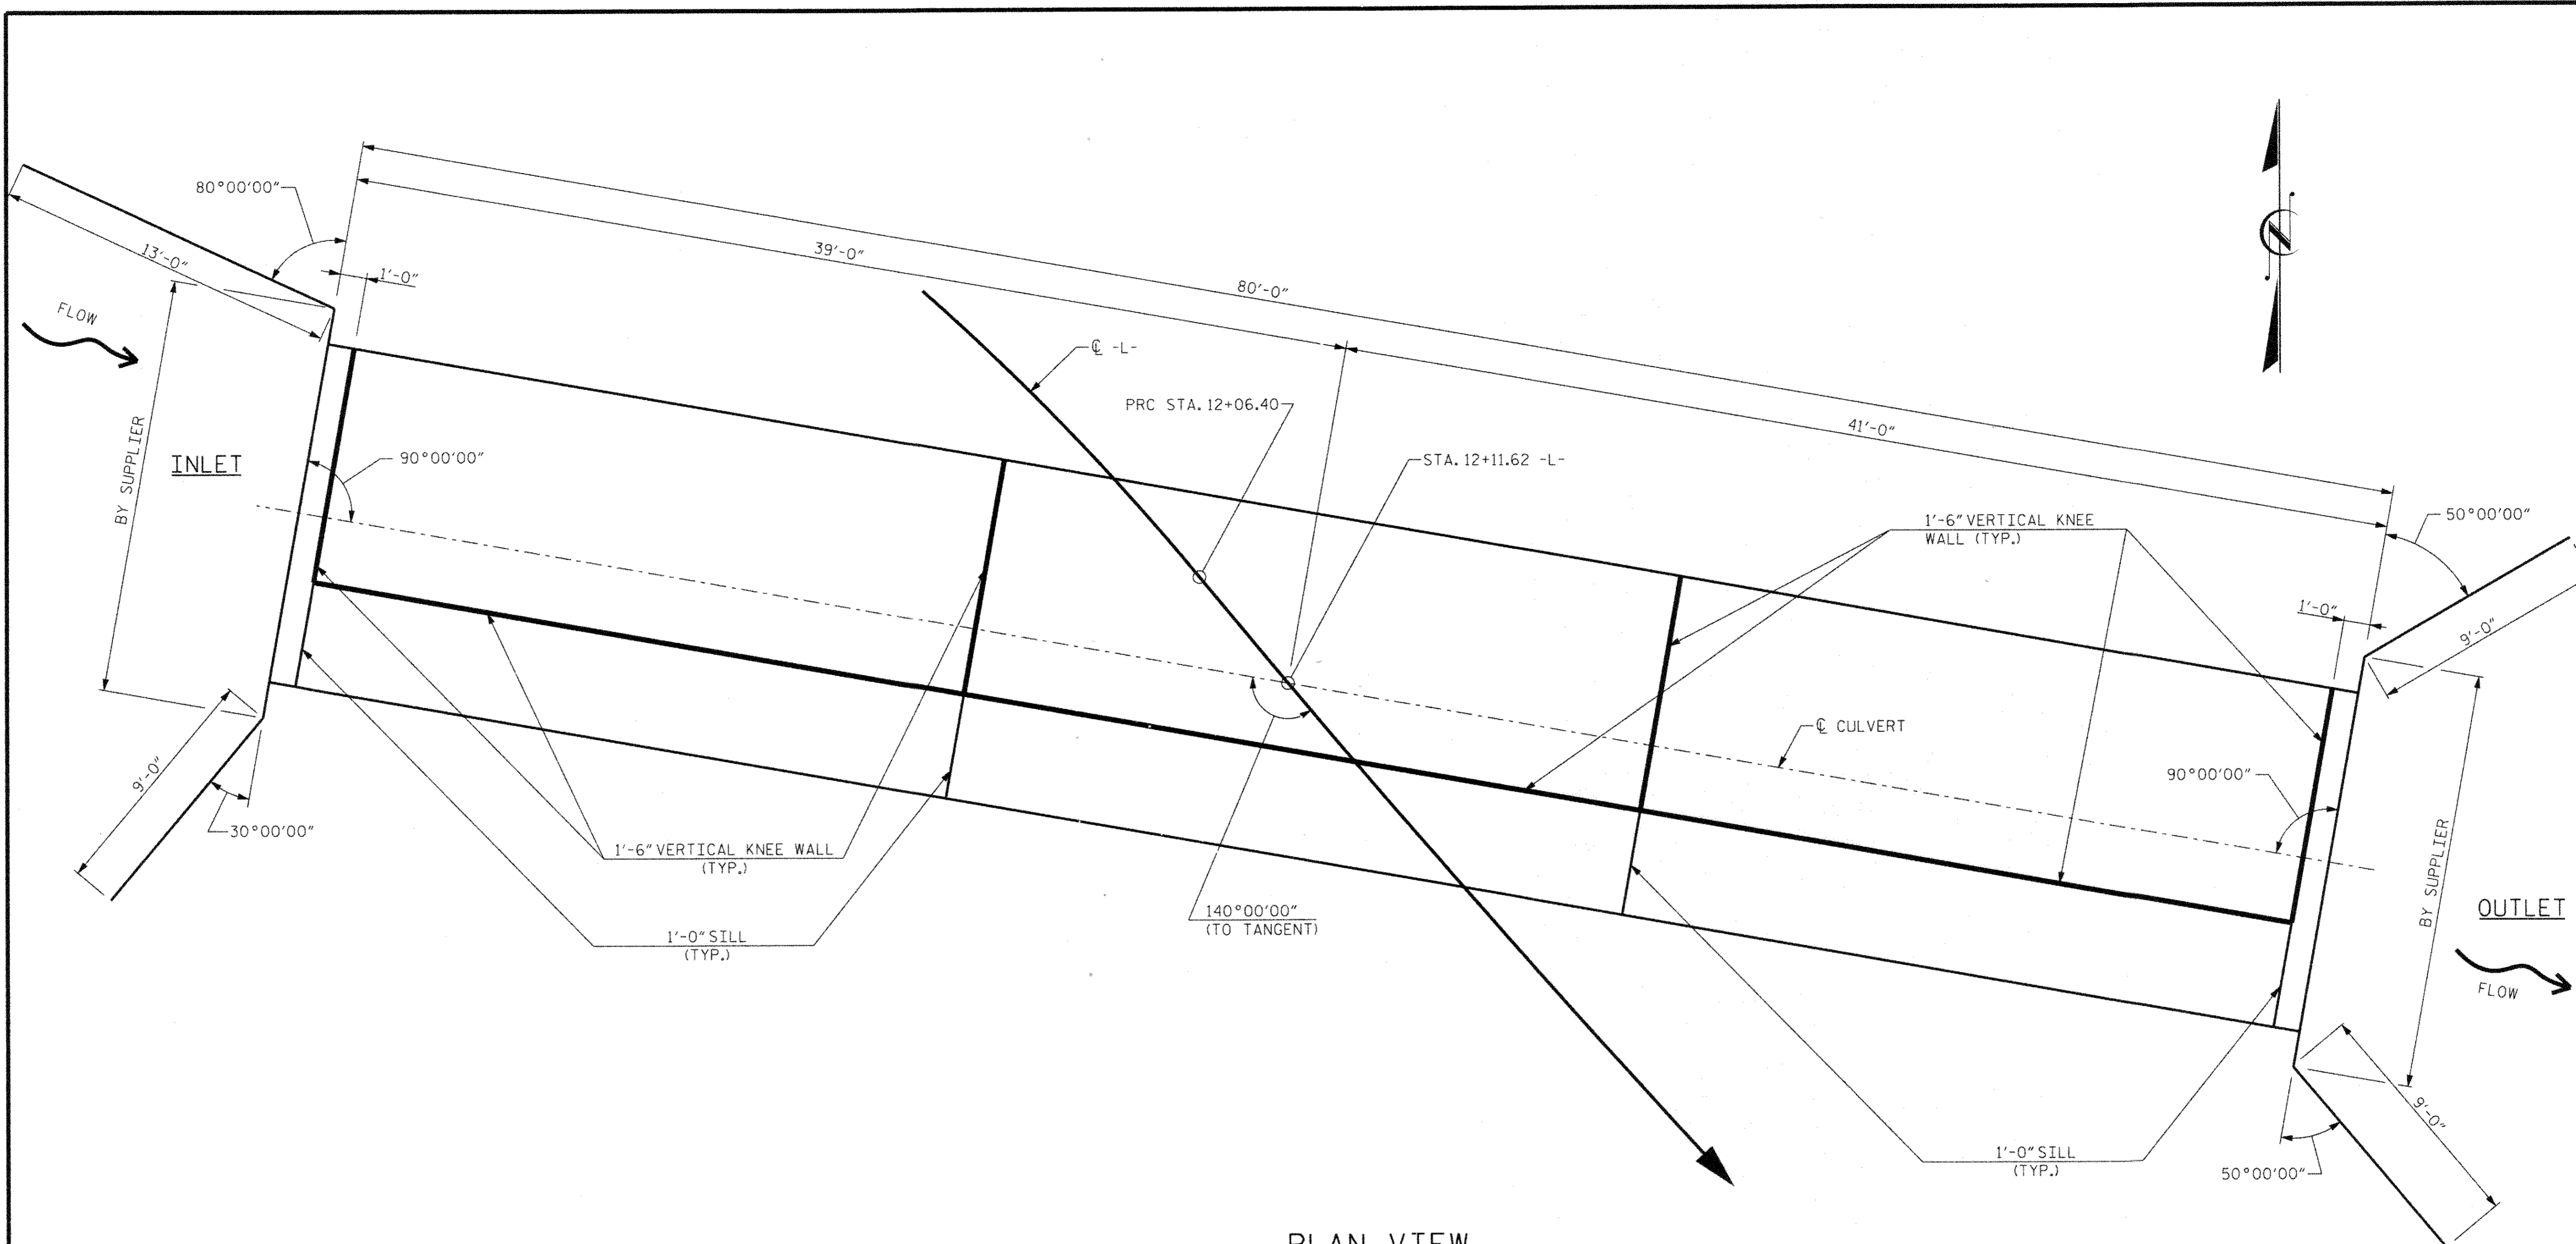 80°00'00"
13'-0"
1'-0"
39'-0"
80'-0"
FLOW
℄ -L-
PRC STA. 12+06.40
41'-0"
INLET
BY SUPPLIER
90°00'00"
STA. 12+11.62 -L-
1'-6" VERTICAL KNEE
WALL (TYP.)
50°00'00"
1'-0"
9'-0"
℄ CULVERT
90°00'00"
9'-0"
30°00'00"
1'-6" VERTICAL KNEE WALL
(TYP.)
BY SUPPLIER
OUTLET
140°00'00"
(TO TANGENT)
1'-0" SILL
(TYP.)
FLOW
9'-0"
1'-0" SILL
(TYP.)
50°00'00"
PLAN VIEW